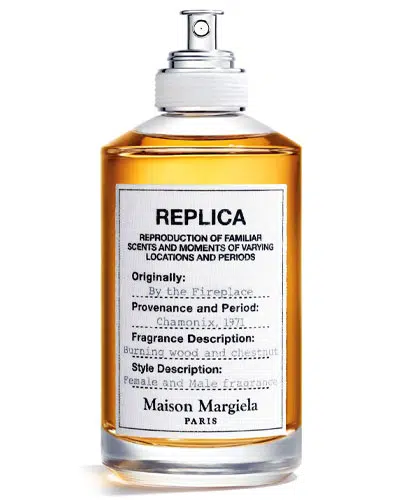 REPLICA
REPRODUCTION OF FAMILIAR
SCENTS AND MOMENTS OF VARYING
LOCATIONS AND PERIODS
Originally:
By the Fireplace
Provenance and Period:
Chamonix, 1971
Fragrance Description:
Burning wood and chestnut
Style Description:
Female and Male fragrance
Maison Margiela
PARIS